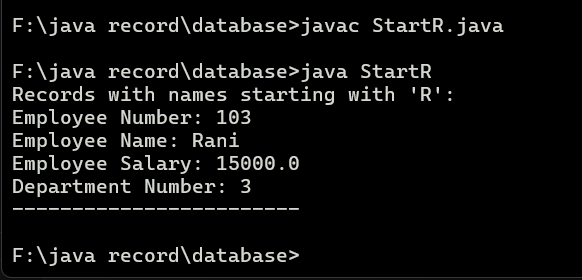 F:\java record\database>javac StartR.java
F:\java record\database>java StartR
Records with names starting with 'R':
Employee Number: 103
Employee Name: Rani
Employee Salary: 15000.0
Department Number: 3
------------------------
F:\java record\database>